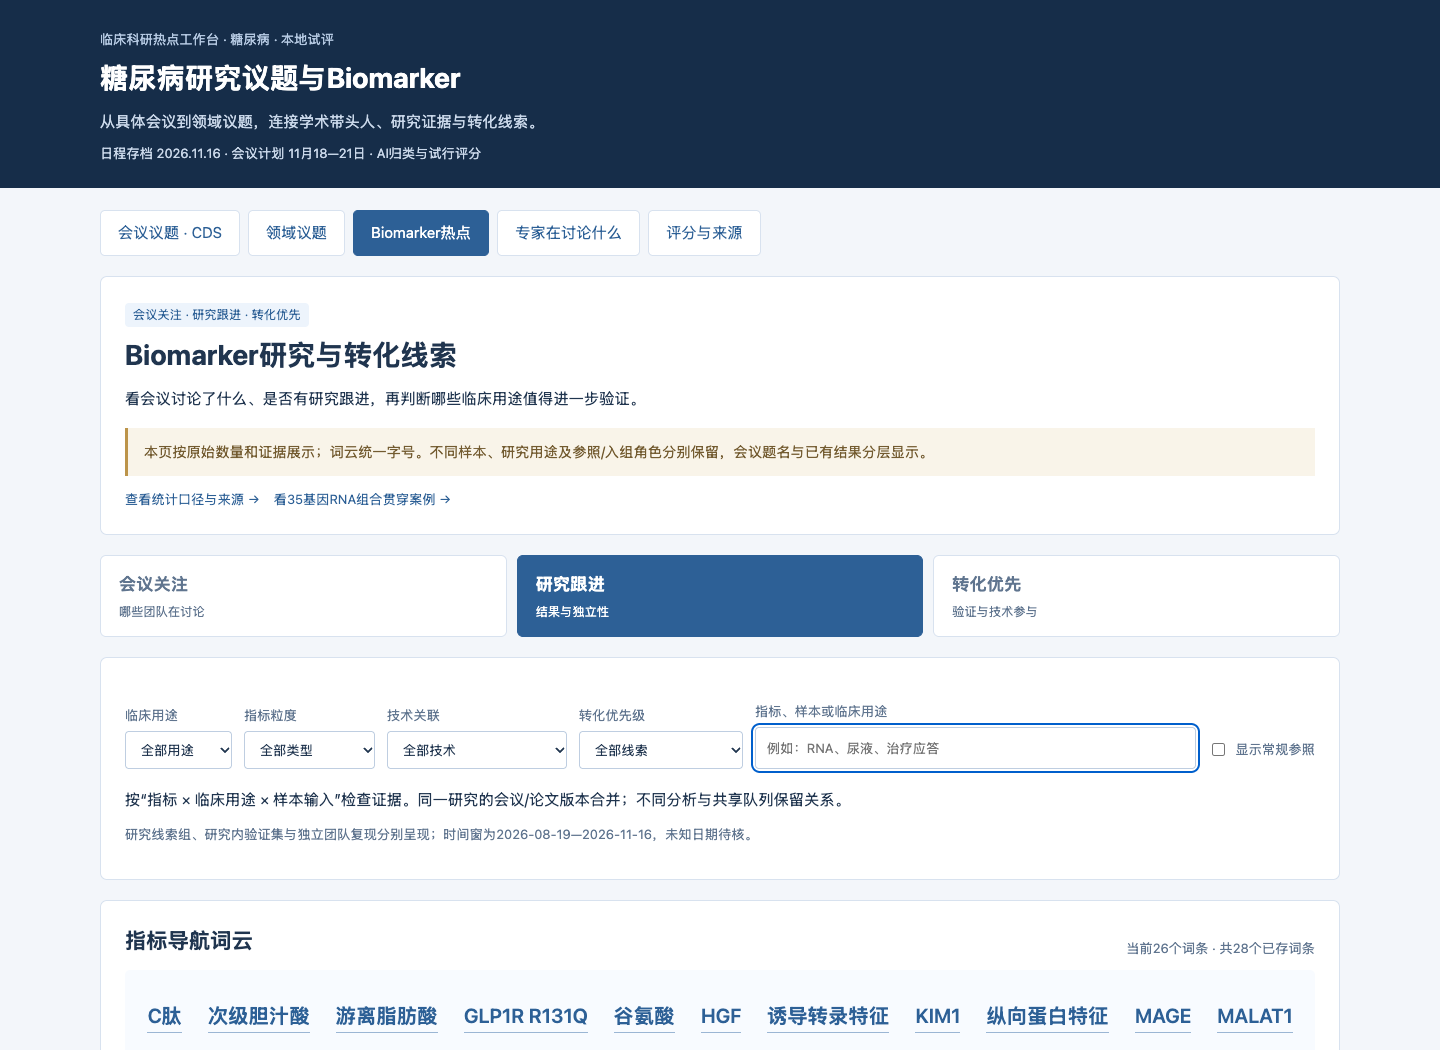 临床科研热点工作台 · 糖尿病 · 本地试评
糖尿病研究议题与Biomarker
从具体会议到领域议题，连接学术带头人、研究证据与转化线索。
日程存档 2026.11.16 · 会议计划 11月18—21日 · AI归类与试行评分
会议议题 · CDS
领域议题
Biomarker热点
专家在讨论什么
评分与来源
会议关注 · 研究跟进 · 转化优先
Biomarker研究与转化线索
看会议讨论了什么、是否有研究跟进，再判断哪些临床用途值得进一步验证。
本页按原始数量和证据展示；词云统一字号。不同样本、研究用途及参照/入组角色分别保留，会议题名与已有结果分层显示。
查看统计口径与来源 → 看35基因RNA组合贯穿案例 →
会议关注
哪些团队在讨论
研究跟进
结果与独立性
转化优先
验证与技术参与
临床用途
全部用途
指标粒度
全部类型
技术关联
全部技术
转化优先级
全部线索
指标、样本或临床用途
例如：RNA、尿液、治疗应答
显示常规参照
按“指标 × 临床用途 × 样本输入”检查证据。同一研究的会议/论文版本合并；不同分析与共享队列保留关系。
研究线索组、研究内验证集与独立团队复现分别呈现；时间窗为2026-08-19—2026-11-16，未知日期待核。
指标导航词云
当前26个词条 · 共28个已存词条
C肽 次级胆汁酸 游离脂肪酸 GLP1R R131Q 谷氨酸 HGF 诱导转录特征 KIM1 纵向蛋白特征 MAGE MALAT1